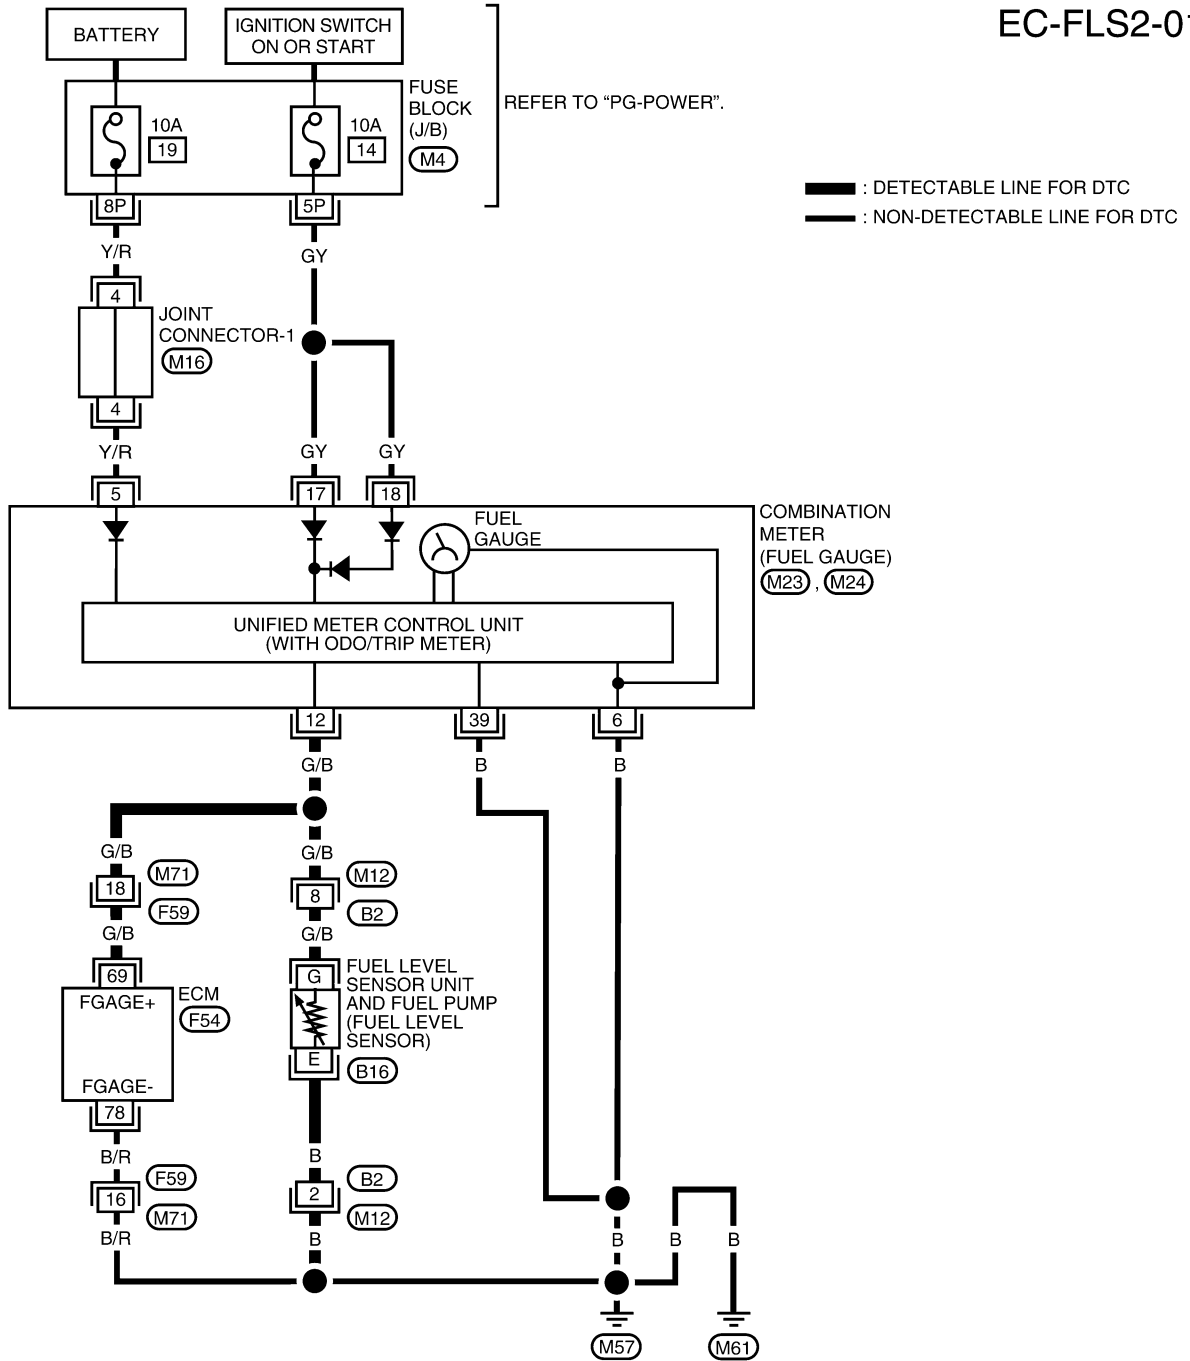 EC-FLS2-01
BATTERY
IGNITION SWITCH
ON OR START
10A
19
10A
14
FUSE
BLOCK
(J/B)
M4
REFER TO “PG-POWER”.
: DETECTABLE LINE FOR DTC
: NON-DETECTABLE LINE FOR DTC
8P
5P
Y/R
GY
4
JOINT
CONNECTOR-1
M16
4
Y/R
GY
GY
5
17
18
FUEL
GAUGE
COMBINATION
METER
(FUEL GAUGE)
M23 , M24
UNIFIED METER CONTROL UNIT
(WITH ODO/TRIP METER)
12
39
6
G/B
B
B
G/B
G/B
18
M71
F59
8
M12
B2
G/B
G/B
69
FGAGE+
ECM
F54
FGAGE-
78
G
FUEL LEVEL
SENSOR UNIT
AND FUEL PUMP
(FUEL LEVEL
SENSOR)
E
B16
B/R
B
16
F59
M71
2
B2
M12
B/R
B
B
B
B
M57
M61